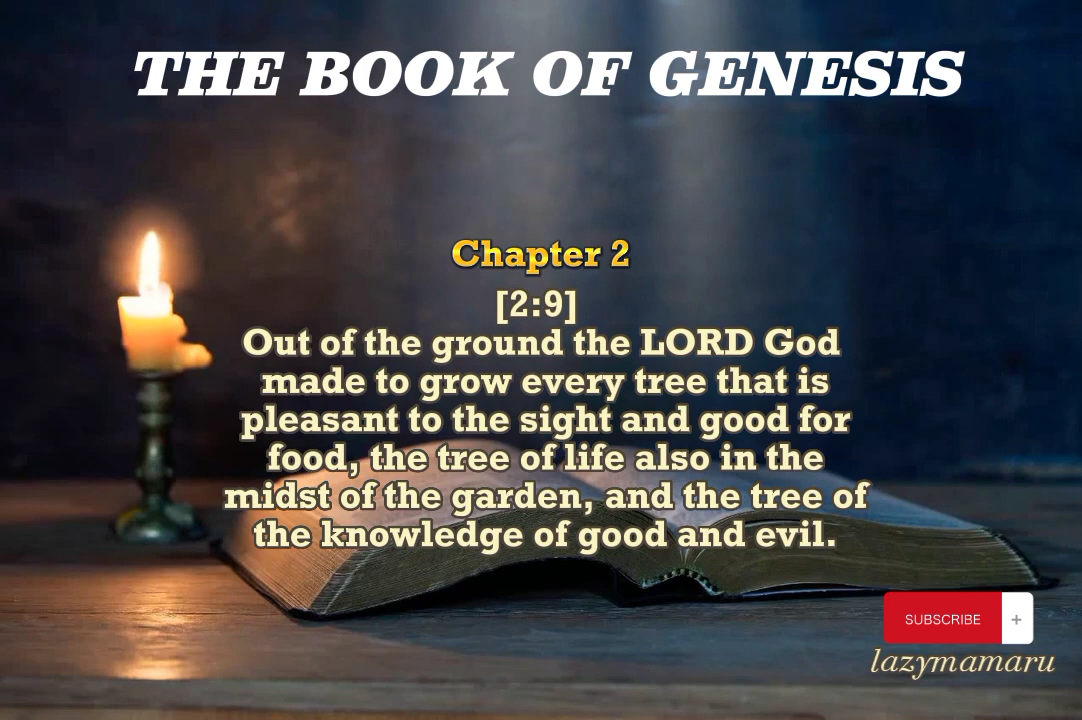 THE BOOK OF GENESIS
Chapter 2
[2:9]
Out of the ground the LORD God
made to grow every tree that is
pleasant to the sight and good for
food, the tree of life also in the
midst of the garden, and the tree of
the knowledge of good and evil.
SUBSCRIBE +
lazymamaru